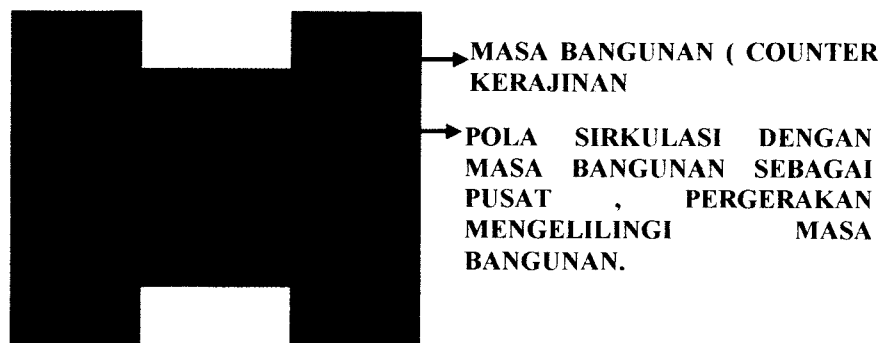 MASA BANGUNAN ( COUNTER
KERAJINAN
POLA SIRKULASI DENGAN
MASA BANGUNAN SEBAGAI
PUSAT , PERGERAKAN
MENGELILINGI MASA
BANGUNAN.